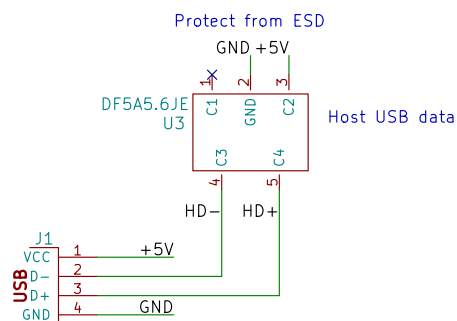 Protect from ESD
GND +5V
1 2 3
DF5A5.6JE
U3
C1 GND C2
Host USB data
C3 C4
4 5
HD- HD+
J1
USB
VCC 1 +5V
D- 2
D+ 3
GND 4 GND